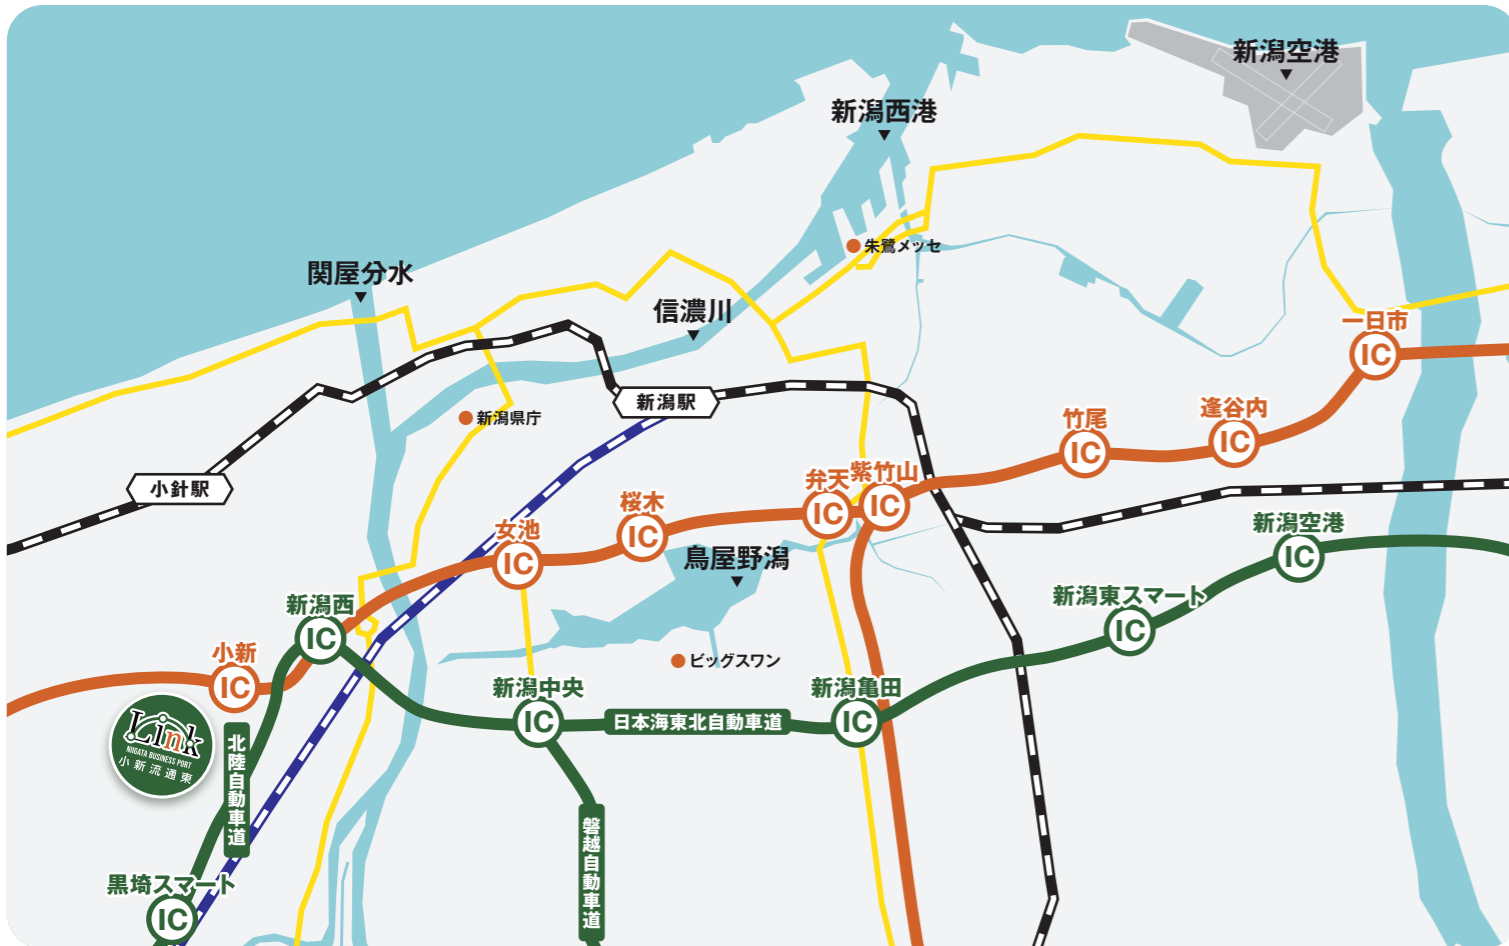 新潟空港
新潟西港
朱鷺メッセ
関屋分水
信濃川
一日市
IC
新潟駅
新潟県庁
逢谷内
IC
竹尾
IC
小針駅
紫竹山
IC
弁天
IC
桜木
IC
女池
IC
新潟空港
IC
鳥屋野潟
新潟東スマート
IC
新潟西
IC
小新
IC
ビッグスワン
新潟中央
IC
日本海東北自動車道
新潟亀田
IC
Link
NIIGATA BUSINESS PORT
小新流通東
北陸自動車道
磐越自動車道
黒埼スマート
IC